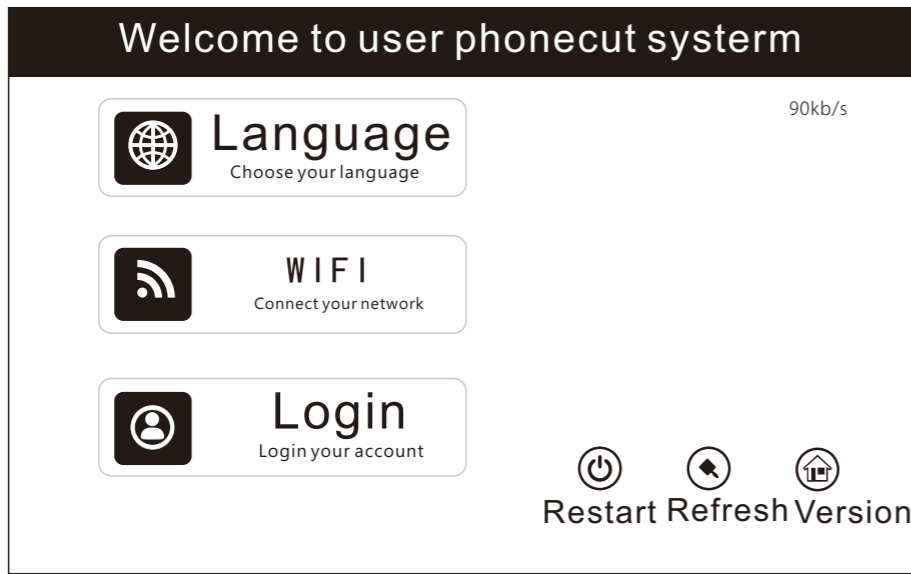 Welcome to user phonecut systerm
90kb/s
Language
Choose your language
WIFI
Connect your network
Login
Login your account
Restart Refresh Version